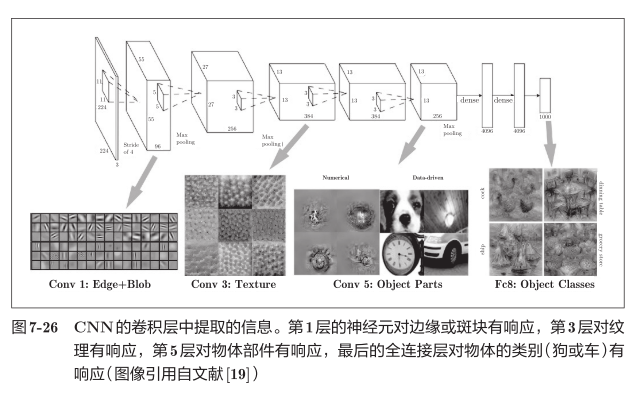 55
27
13
13
13
11
11
224
5
5
55
27
3
3
13
3
3
13
3
3
13
dense
dense
384
384
256
1000
256
4096
4096
Stride
of 4
96
224
3
Max
pooling
Max
pooling
Max
pooling
Numerical
Data-driven
cock
ship
dining table
grocery store
Conv 1: Edge+Blob
Conv 3: Texture
Conv 5: Object Parts
Fc8: Object Classes
图7-26 CNN的卷积层中提取的信息。第1层的神经元对边缘或斑块有响应，第3层对纹
理有响应，第5层对物体部件有响应，最后的全连接层对物体的类别（狗或车）有
响应（图像引用自文献[19]）